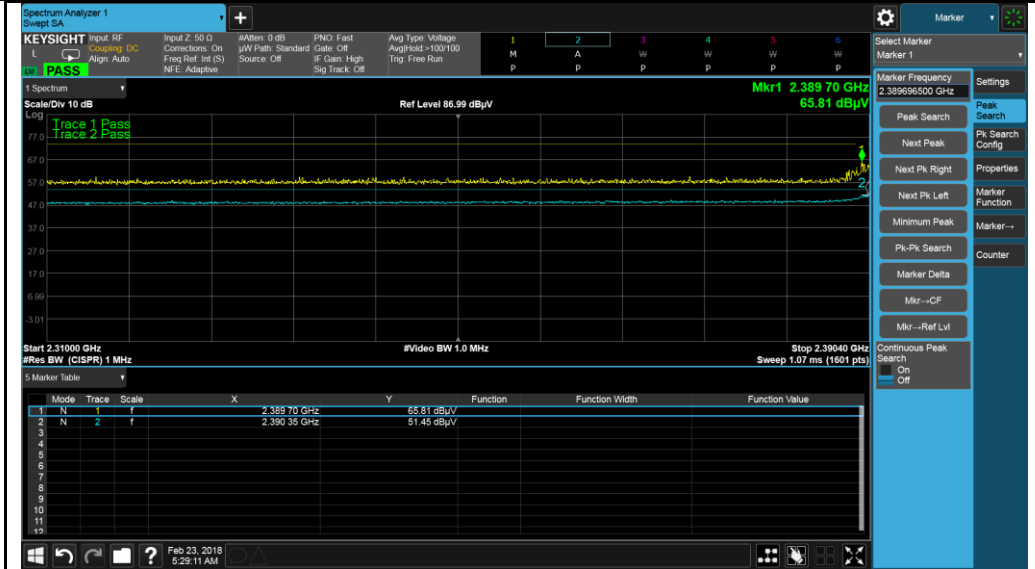 Spectrum Analyzer 1
Swept SA
+
Marker
KEYSIGHT
L
PASS
Input: RF
Coupling: DC
Align: Auto
Input Z: 50 Ω
Corrections: On
Freq Ref: Int (S)
NFE: Adaptive
#Atten: 0 dB
µW Path: Standard
Source: Off
PNO: Fast
Gate: Off
IF Gain: High
Sig Track: Off
Avg Type: Voltage
Avg|Hold:>100/100
Trig: Free Run
1 2 3 4 5 6
M A W W W W
P P P P P P
Select Marker
Marker 1
1 Spectrum
Scale/Div 10 dB
Ref Level 86.99 dBµV
Mkr1 2.389 70 GHz
65.81 dBµV
Log
Trace 1 Pass
Trace 2 Pass
77.0
67.0
57.0
47.0
37.0
27.0
17.0
6.99
-3.01
1
2
Start 2.31000 GHz
#Res BW (CISPR) 1 MHz
#Video BW 1.0 MHz
Stop 2.39040 GHz
Sweep 1.07 ms (1601 pts)
5 Marker Table
Mode Trace Scale X Y Function Function Width Function Value
1 N 1 f 2.389 70 GHz 65.81 dBµV
2 N 2 f 2.390 35 GHz 51.45 dBµV
3
4
5
6
7
8
9
10
11
12
Marker Frequency
2.389696500 GHz
Peak Search
Next Peak
Next Pk Right
Next Pk Left
Minimum Peak
Pk-Pk Search
Marker Delta
Mkr→CF
Mkr→Ref Lvl
Continuous Peak
Search
On
Off
Settings
Peak
Search
Pk Search
Config
Properties
Marker
Function
Marker→
Counter
?
Feb 23, 2018
5:29:11 AM